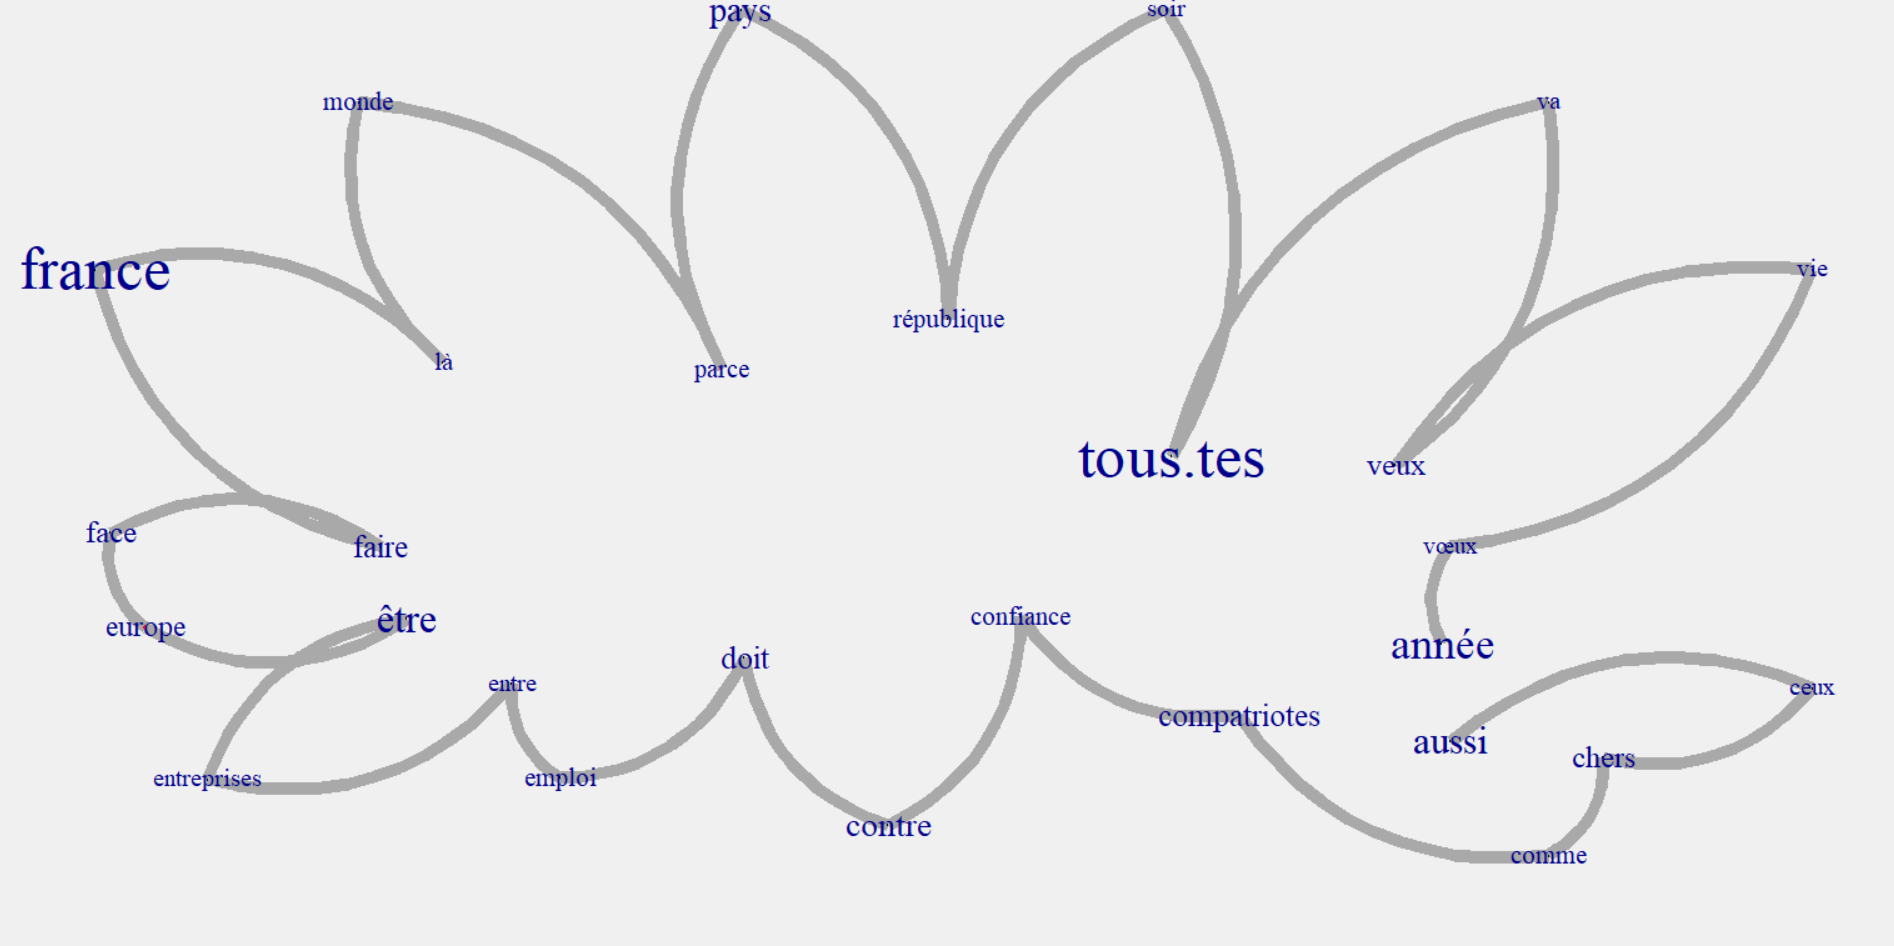 pays
soir
monde
va
france
vie
république
là
parce
tous.tes
veux
face
faire
vœux
europe
être
confiance
année
doit
entre
ceux
compatriotes
aussi
chers
entreprises
emploi
contre
comme